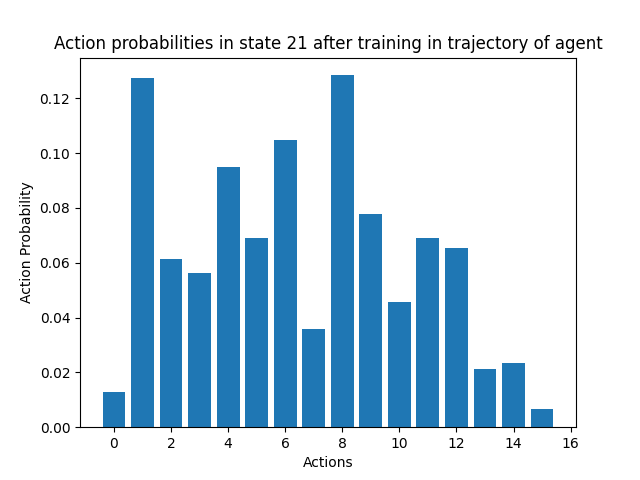 Action probabilities in state 21 after training in trajectory of agent
0.12
0.10
0.08
0.06
0.04
0.02
0.00
Action Probability
0 2 4 6 8 10 12 14 16
Actions